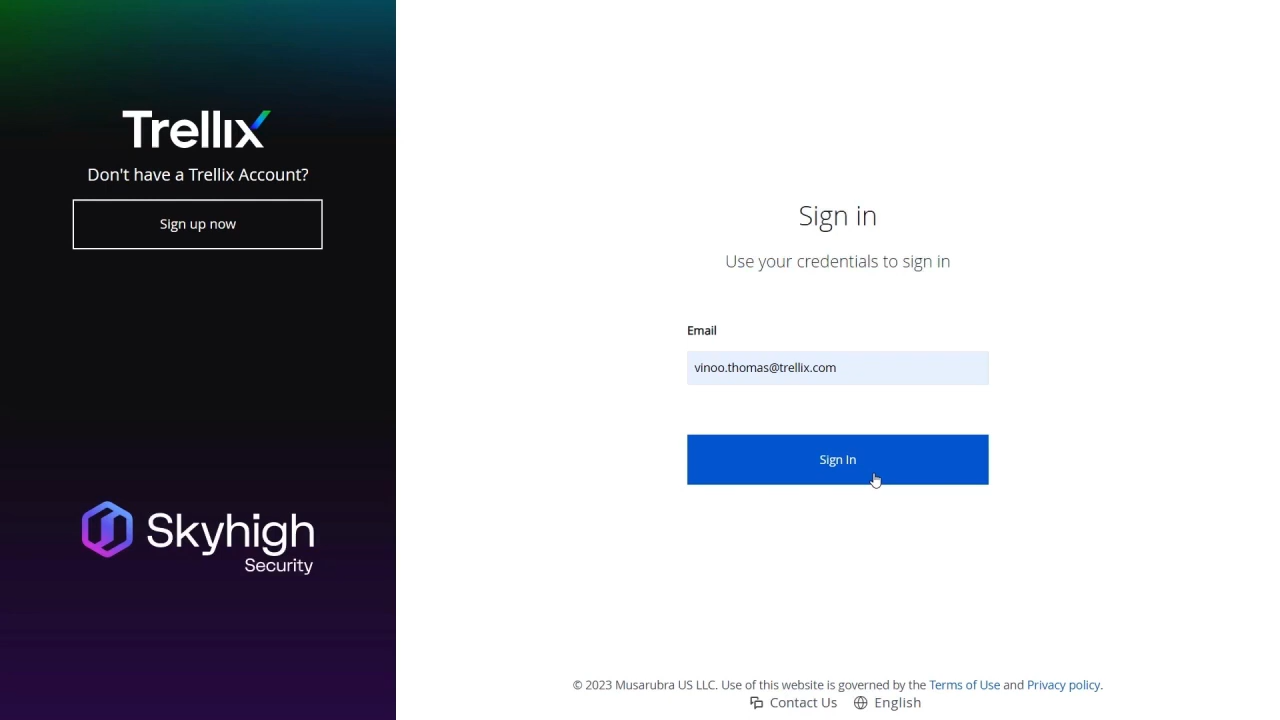 Trellix
Don't have a Trellix Account?
Sign up now
Skyhigh
Security
Sign in
Use your credentials to sign in
Email
vinoo.thomas@trellix.com
Sign In
© 2023 Musarubra US LLC. Use of this website is governed by the Terms of Use and Privacy policy.
Contact Us English